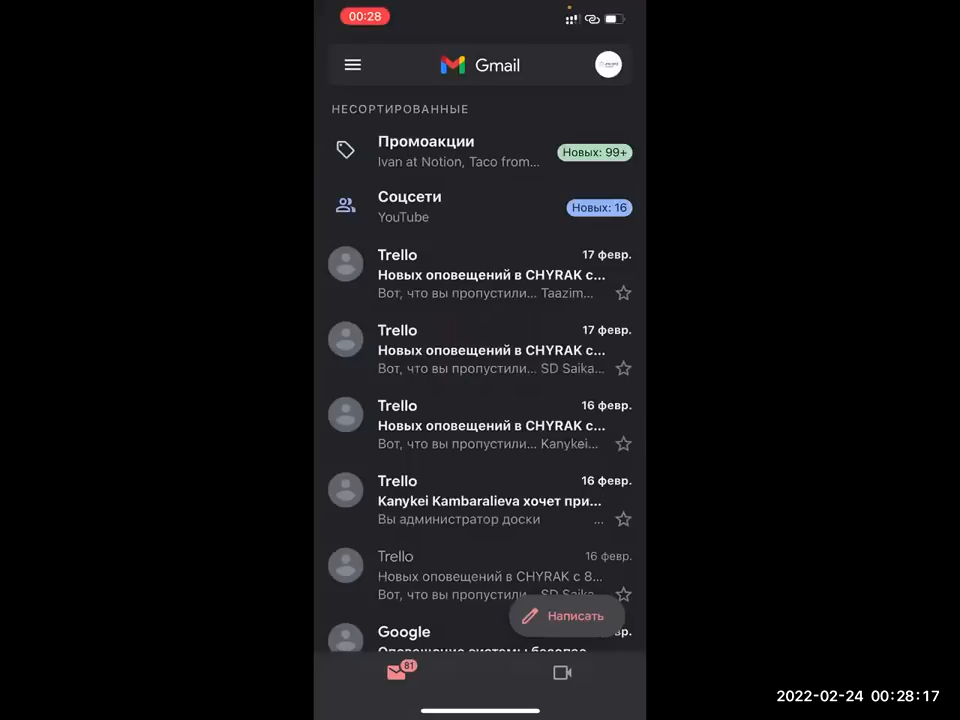 00:28
Gmail
НЕСОРТИРОВАННЫЕ
Промоакции
Ivan at Notion, Taco from...
Новых: 99+
Соцсети
YouTube
Новых: 16
Trello
17 февр.
Новых оповещений в CHYRAK с...
Вот, что вы пропустили... Taazim...
Trello
17 февр.
Новых оповещений в CHYRAK с...
Вот, что вы пропустили... SD Saika...
Trello
16 февр.
Новых оповещений в CHYRAK с...
Вот, что вы пропустили... Kanykei...
Trello
16 февр.
Kanykei Kambaralieva хочет при...
Вы администратор доски ...
Trello
16 февр.
Новых оповещений в CHYRAK с 8...
Вот, что вы пропустили... SD Saika...
Написать
Google
81
2022-02-24 00:28:17